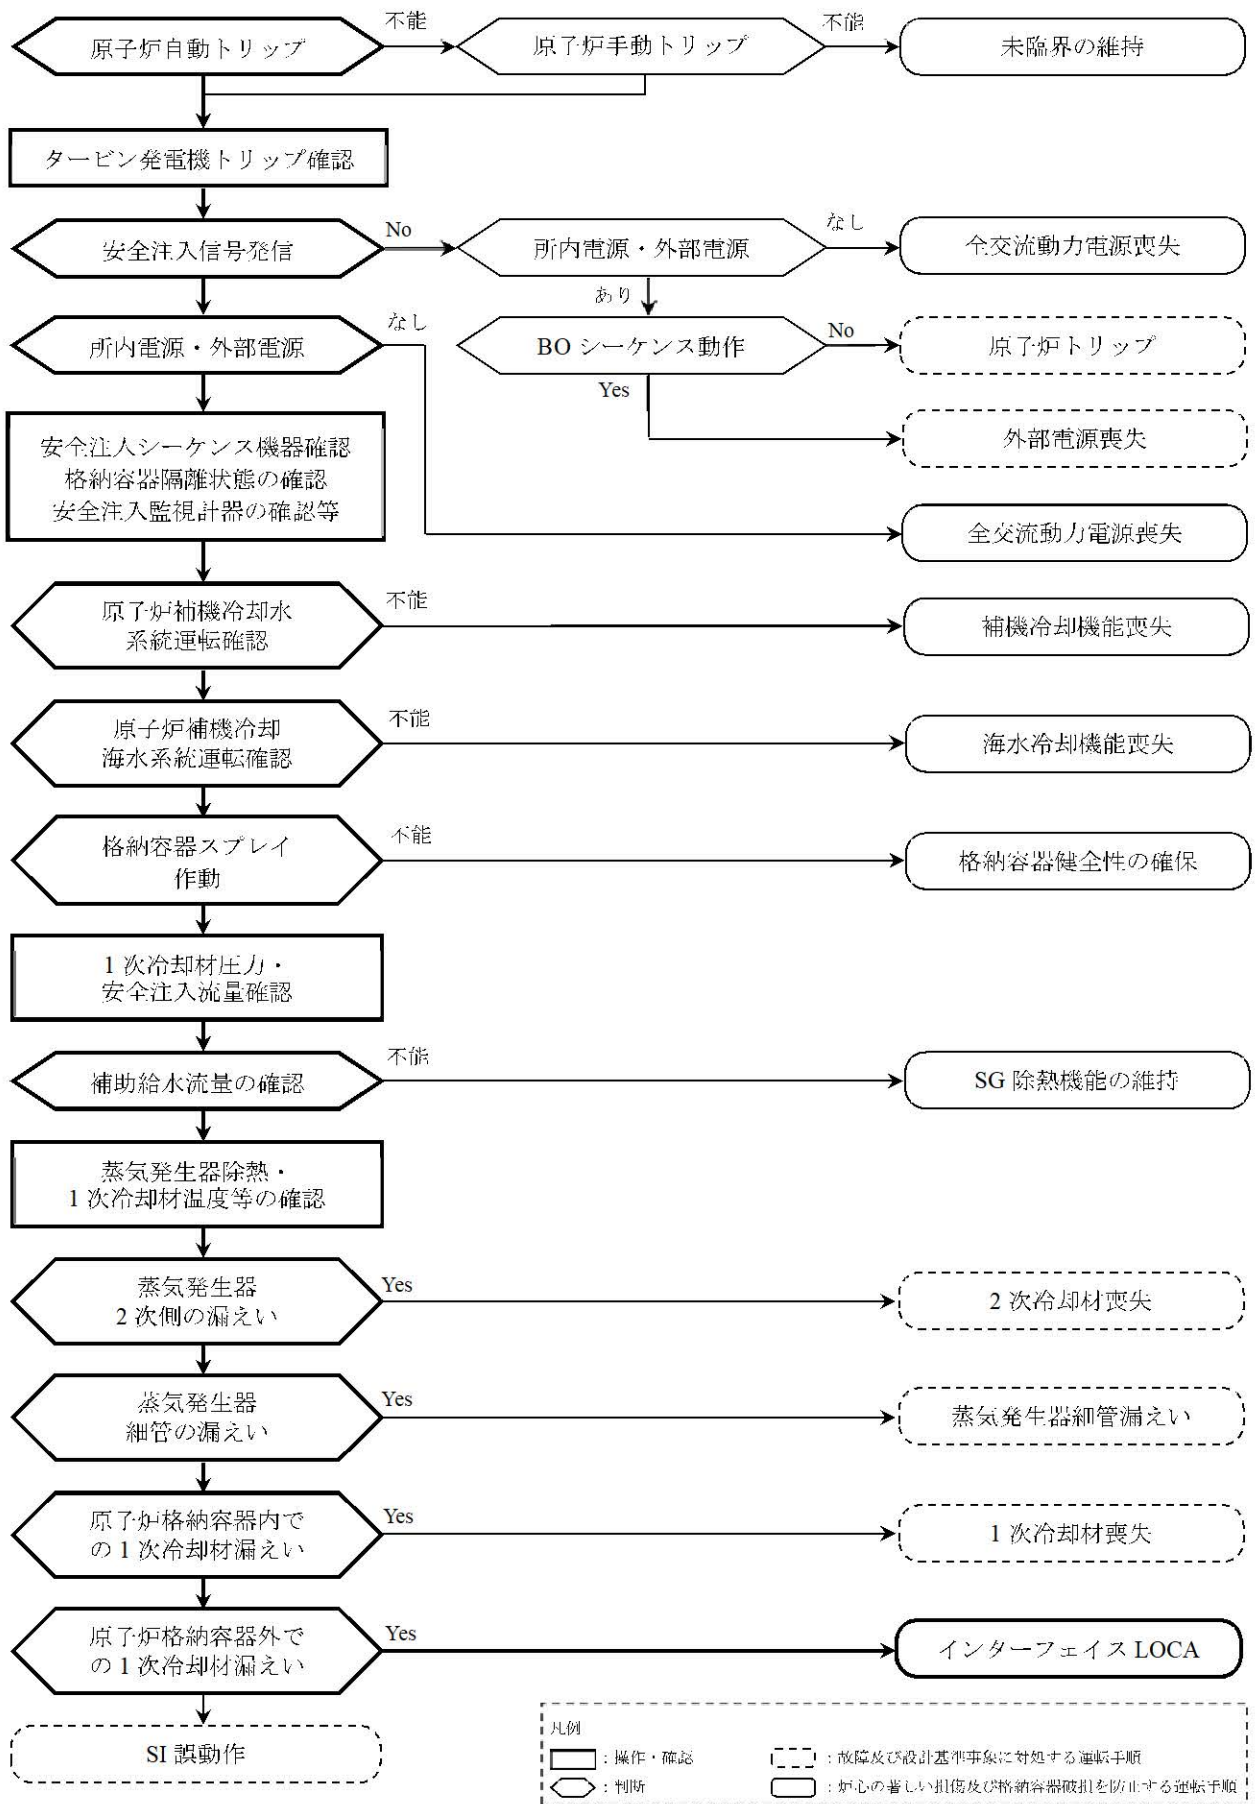 原子炉自動トリップ
不能
原子炉手動トリップ
不能
未臨界の維持
タービン発電機トリップ確認
安全注入信号発信
No
所内電源・外部電源
なし
全交流動力電源喪失
あり
所内電源・外部電源
なし
BO シーケンス動作
No
原子炉トリップ
Yes
外部電源喪失
安全注入シーケンス機器確認
格納容器隔離状態の確認
安全注入監視計器の確認等
全交流動力電源喪失
原子炉補機冷却水
系統運転確認
不能
補機冷却機能喪失
原子炉補機冷却
海水系統運転確認
不能
海水冷却機能喪失
格納容器スプレイ
作動
不能
格納容器健全性の確保
1 次冷却材圧力・
安全注入流量確認
補助給水流量の確認
不能
SG 除熱機能の維持
蒸気発生器除熱・
1 次冷却材温度等の確認
蒸気発生器
2 次側の漏えい
Yes
2 次冷却材喪失
蒸気発生器
細管の漏えい
Yes
蒸気発生器細管漏えい
原子炉格納容器内で
の 1 次冷却材漏えい
Yes
1 次冷却材喪失
原子炉格納容器外で
の 1 次冷却材漏えい
Yes
インターフェイス LOCA
SI 誤動作
凡例
：操作・確認
：故障及び設計基準事象に対処する運転手順
：判断
：炉心の著しい損傷及び格納容器破損を防止する運転手順